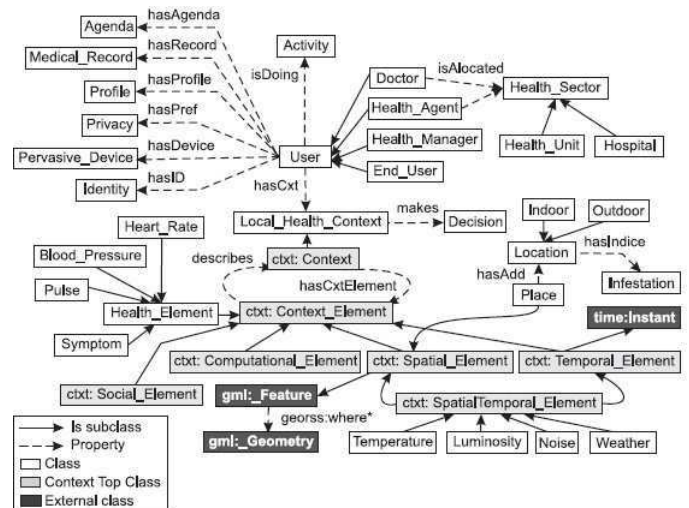 hasAgenda
Agenda
Activity
hasRecord
Medical_Record
isDoing
isAlocated
Doctor
hasProfile
Profile
Health_Sector
Health_Agent
hasPref
Privacy
Health_Manager
hasDevice
Health_Unit
Hospital
Pervasive_Device
User
hasID
End_User
Identity
hasCxt
Indoor
Outdoor
Heart_Rate
makes
Local_Health_Context
Decision
hasIndice
Blood_Pressure
describes
ctxt: Context
Location
hasAdd
Pulse
hasCxtElement
Infestation
Place
Health_Element
ctxt: Context_Element
time:Instant
Symptom
ctxt: Computational_Element
ctxt: Spatial_Element
ctxt: Temporal_Element
ctxt: Social_Element
gml:_Feature
ctxt: SpatialTemporal_Element
georss:where*
Is subclass
gml:_Geometry
Temperature
Luminosity
Noise
Weather
Property
Class
Context Top Class
External class